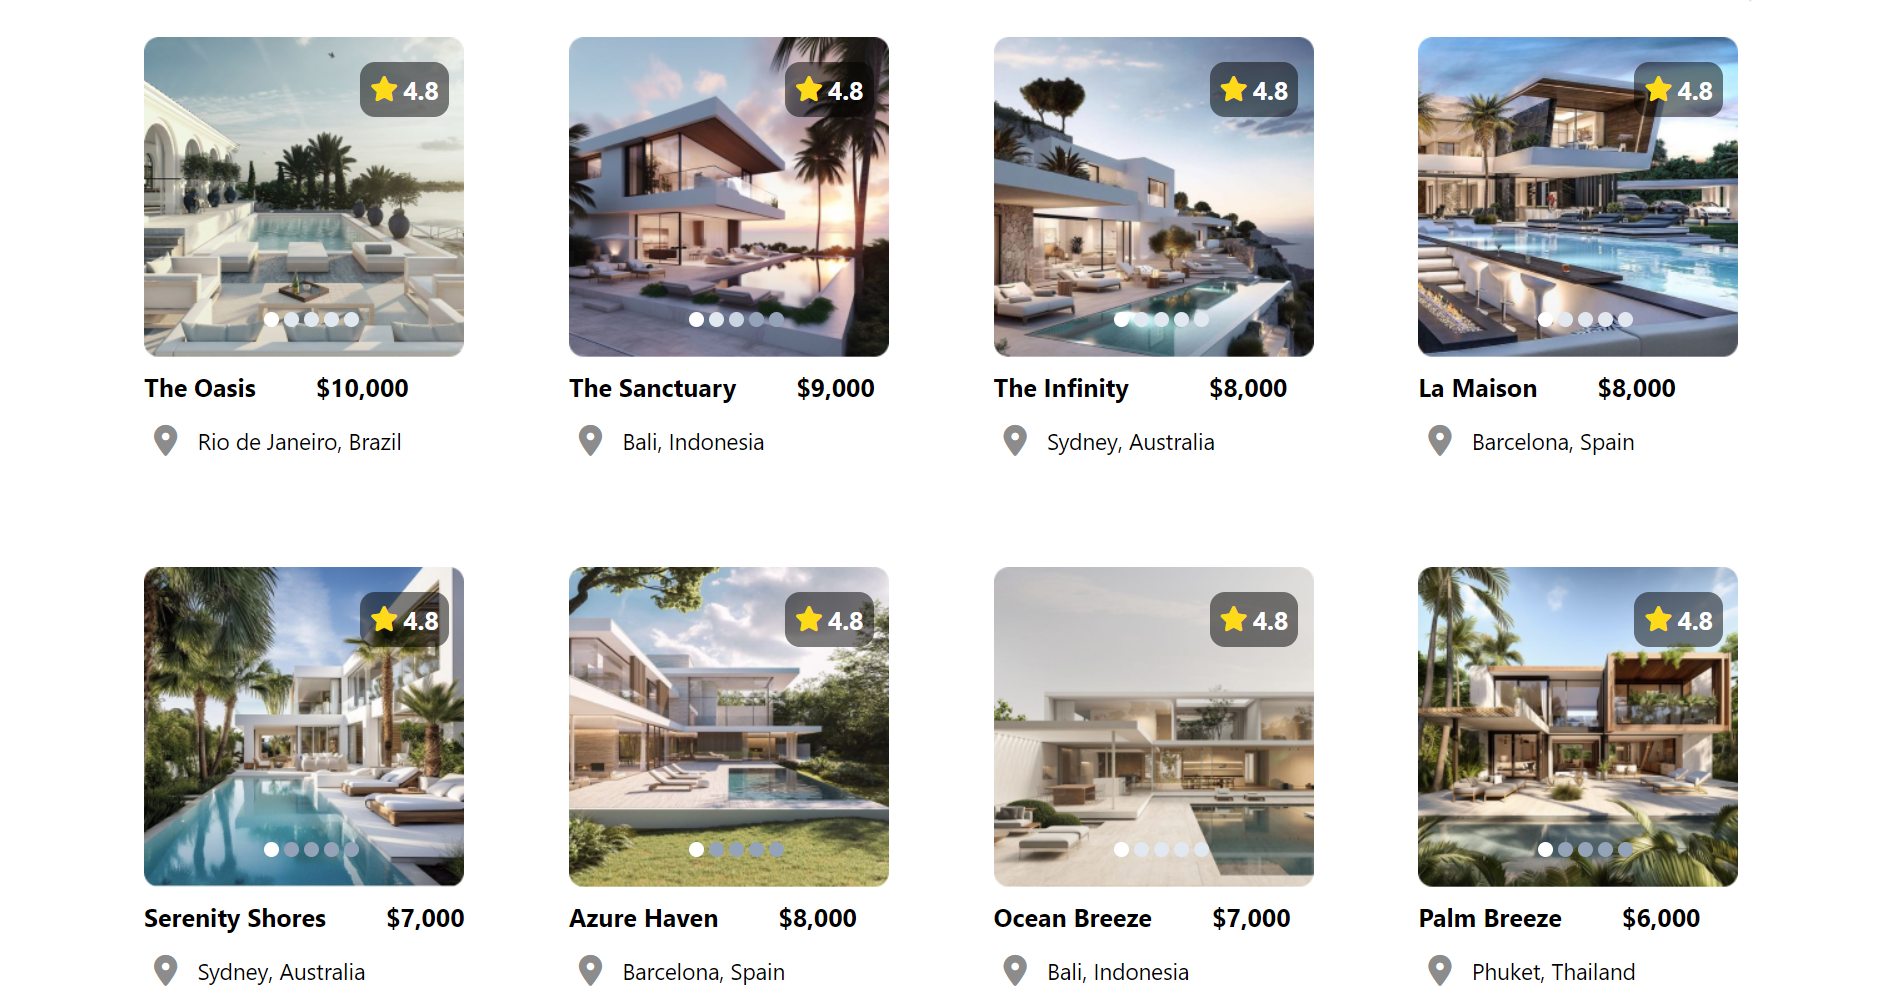 4.8
4.8
4.8
4.8
The Oasis $10,000
The Sanctuary $9,000
The Infinity $8,000
La Maison $8,000
Rio de Janeiro, Brazil
Bali, Indonesia
Sydney, Australia
Barcelona, Spain
4.8
4.8
4.8
4.8
Serenity Shores $7,000
Azure Haven $8,000
Ocean Breeze $7,000
Palm Breeze $6,000
Sydney, Australia
Barcelona, Spain
Bali, Indonesia
Phuket, Thailand